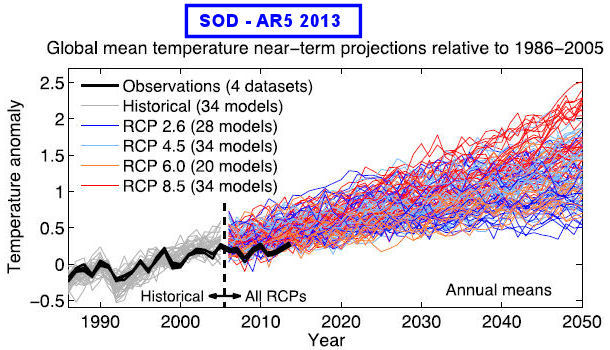 SOD - AR5 2013
Global mean temperature near-term projections relative to 1986-2005
2.5
2
1.5
1
0.5
0
-0.5
Temperature anomaly
Observations (4 datasets)
Historical (34 models)
RCP 2.6 (28 models)
RCP 4.5 (34 models)
RCP 6.0 (20 models)
RCP 8.5 (34 models)
Historical
All RCPs
Annual means
1990 2000 2010 2020 2030 2040 2050
Year